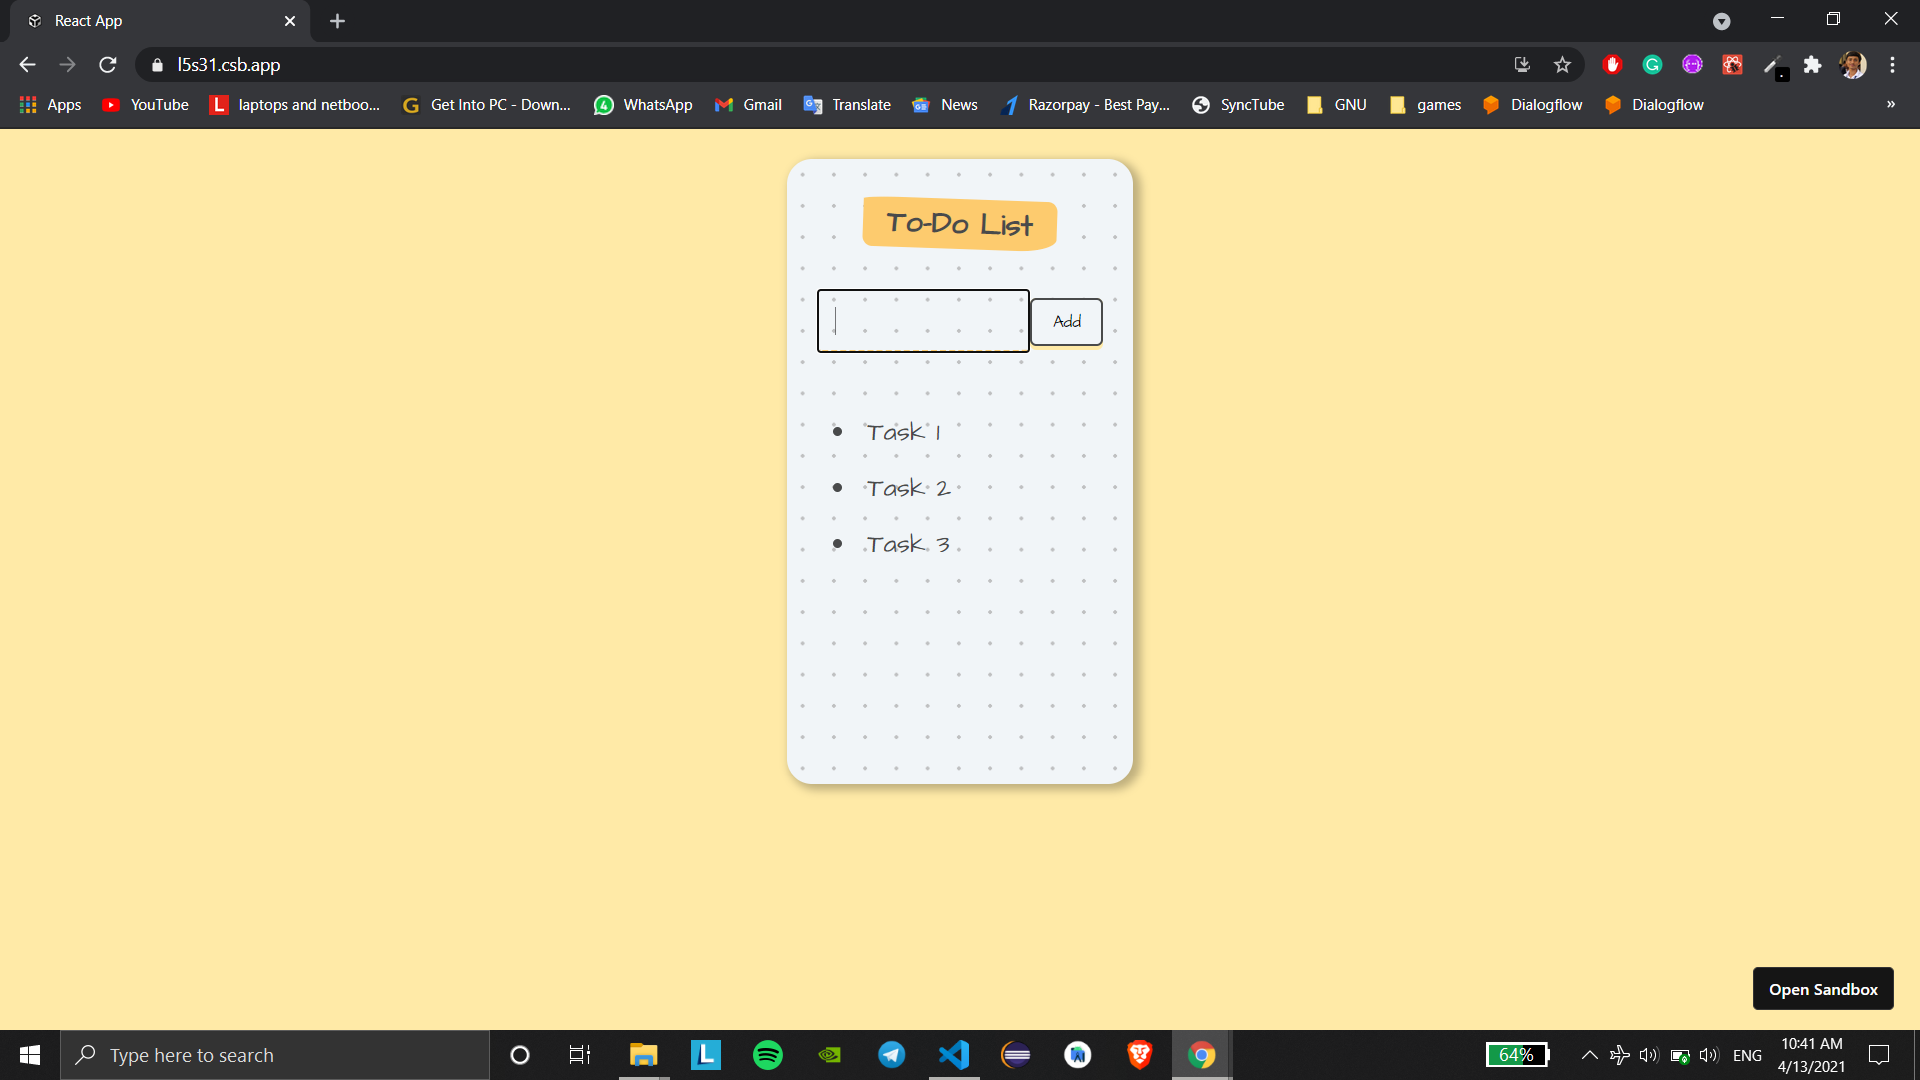 React App
l5s31.csb.app
Apps
YouTube
laptops and netboo...
Get Into PC - Down...
WhatsApp
Gmail
Translate
News
Razorpay - Best Pay...
SyncTube
GNU
games
Dialogflow
Dialogflow
»
To-Do List
Add
Task 1
Task 2
Task 3
Open Sandbox
Type here to search
64%
ENG
10:41 AM
4/13/2021